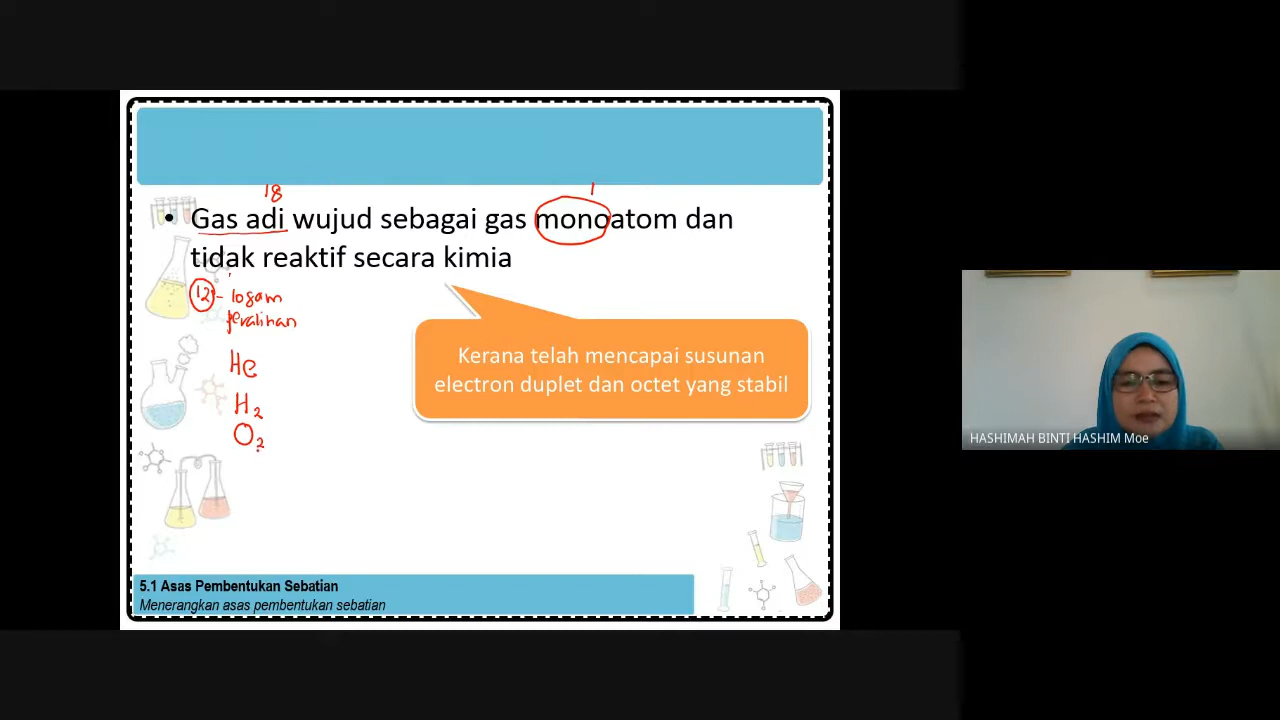 18
1
• Gas adi wujud sebagai gas monoatom dan
tidak reaktif secara kimia
12 - logam
peralihan
He
H2
O2
Kerana telah mencapai susunan
electron duplet dan octet yang stabil
HASHIMAH BINTI HASHIM Moe
5.1 Asas Pembentukan Sebatian
Menerangkan asas pembentukan sebatian